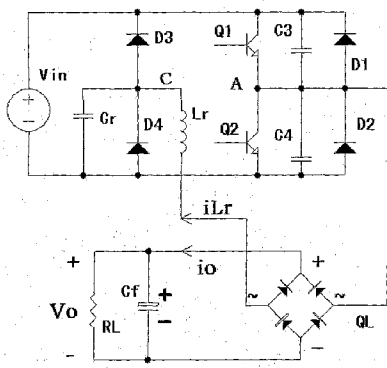 D3
Q1
C3
D1
Vin
C
A
Cr
D4
Lr
Q2
C4
D2
iLr
io
+
+
Vo
Cf
+
-
RL
-
~
~
QL
-
+
-